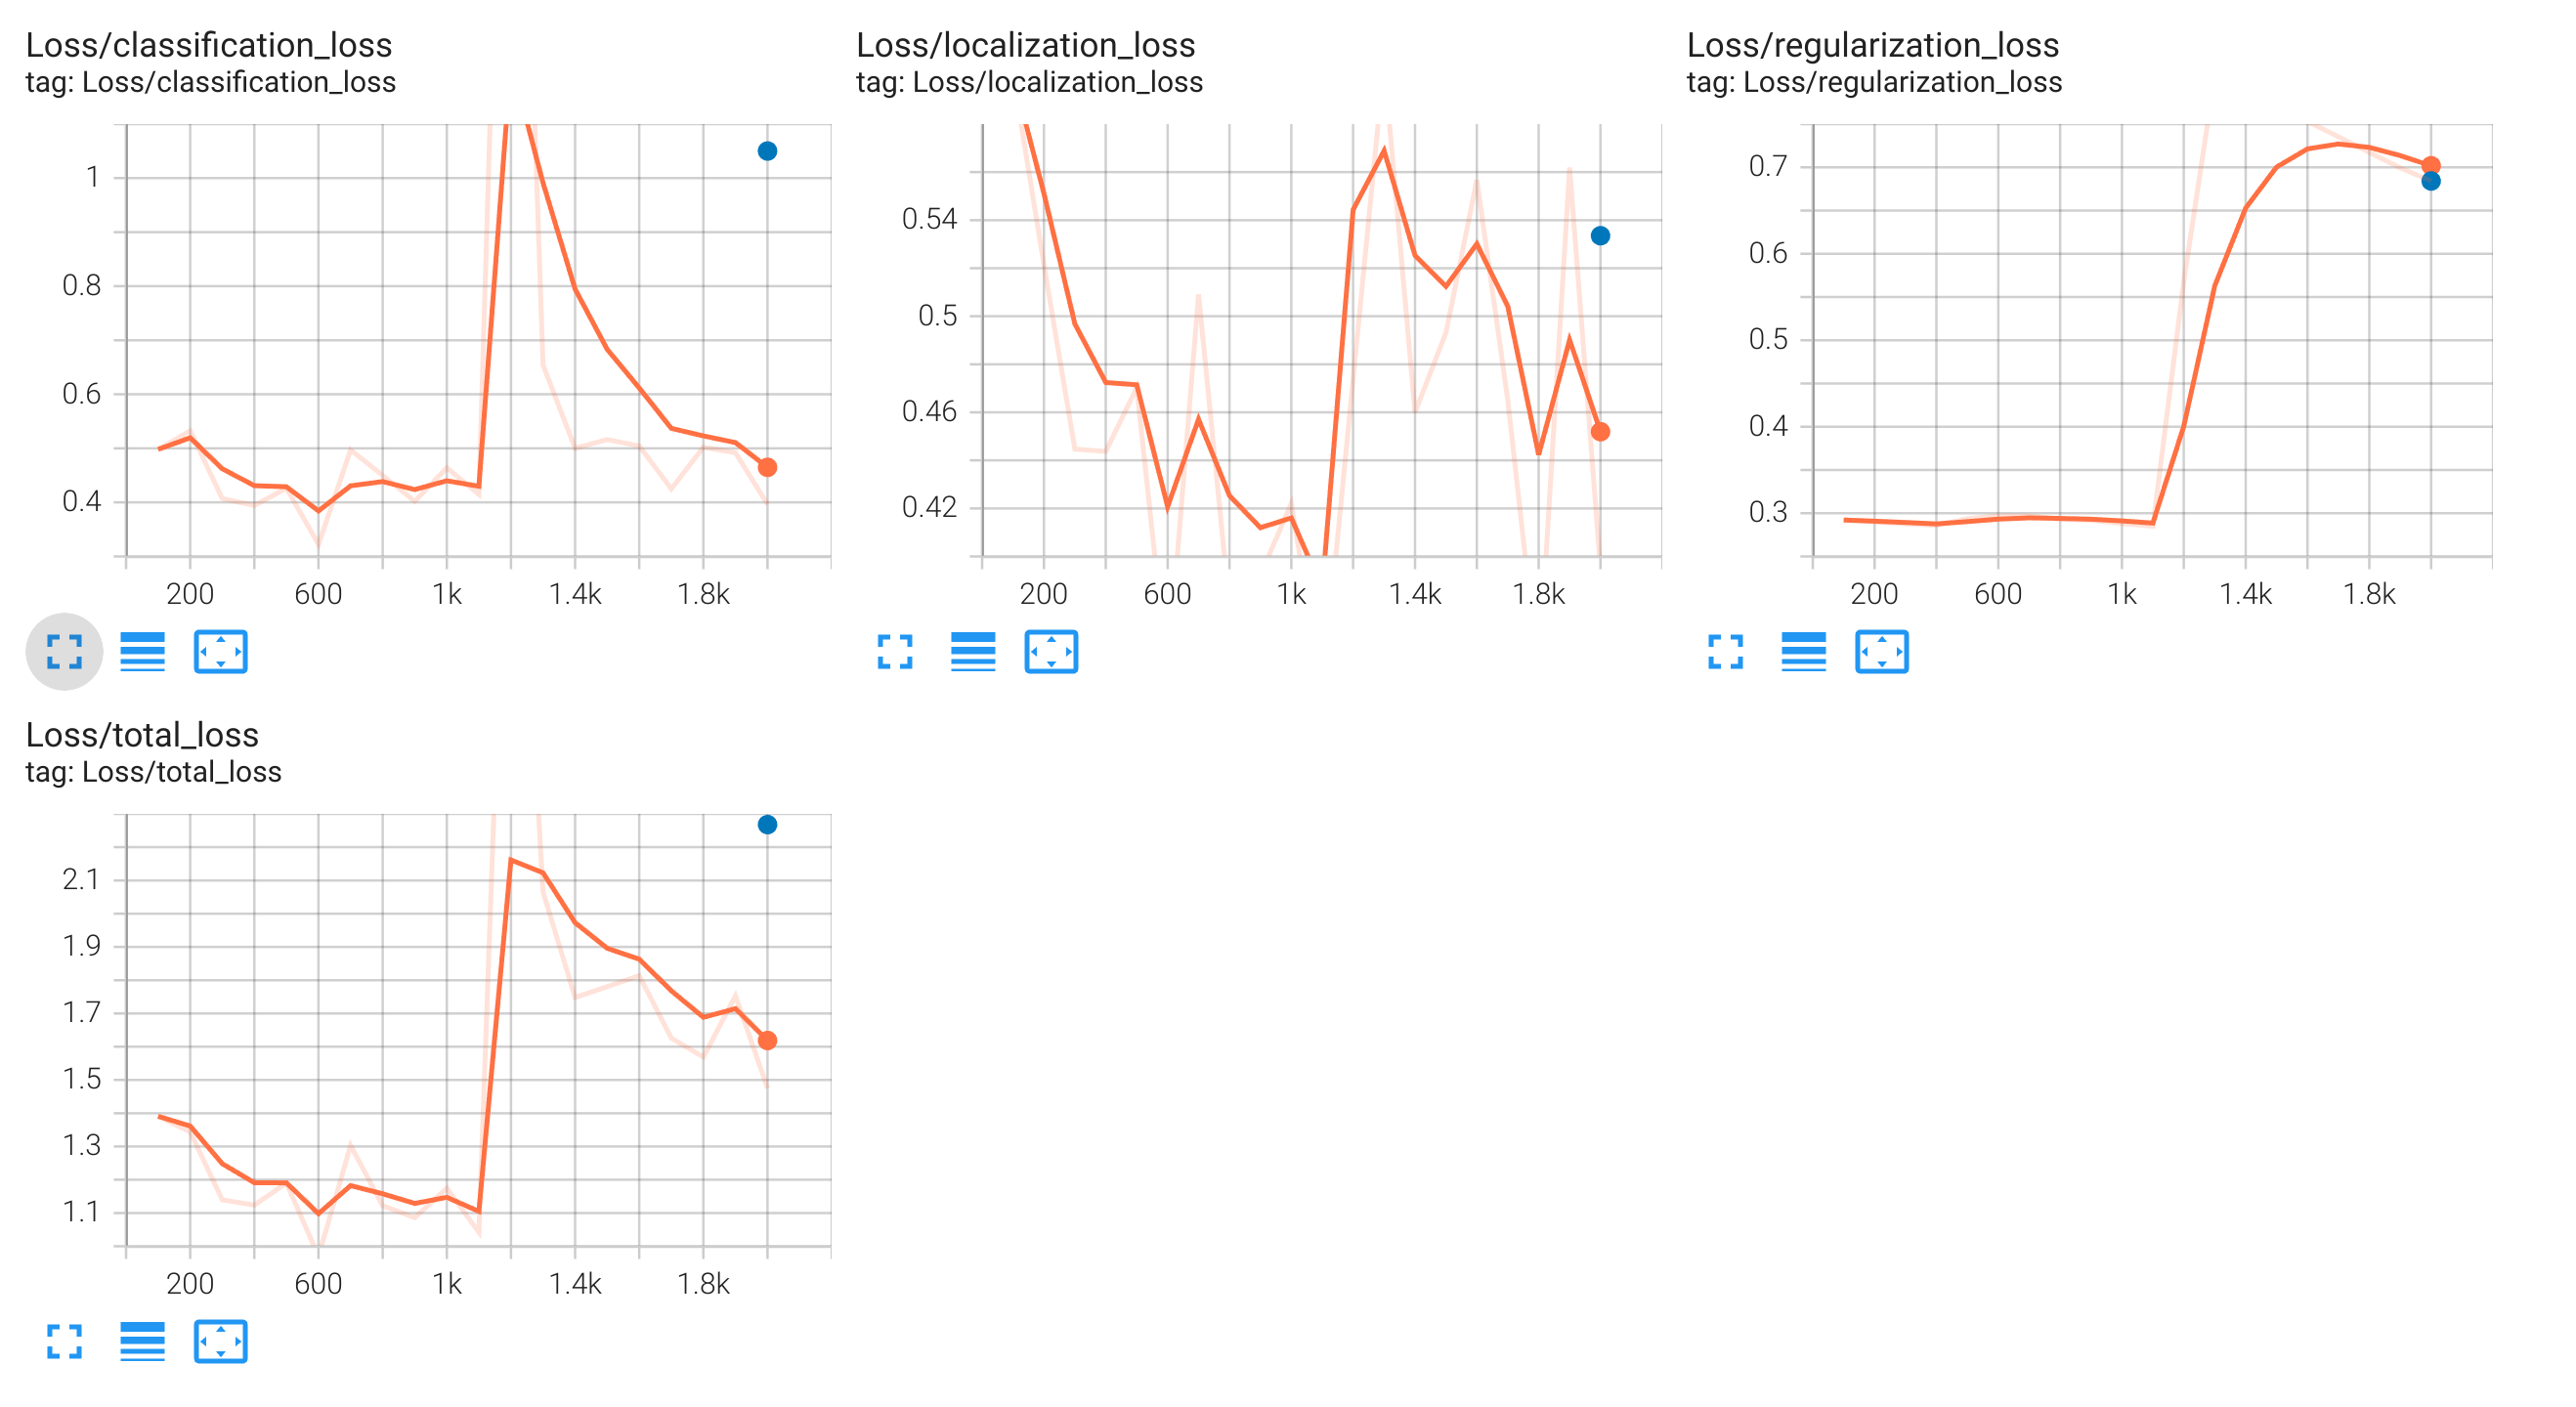 Loss/classification_loss
tag: Loss/classification_loss
1
0.8
0.6
0.4
200 600 1k 1.4k 1.8k
Loss/localization_loss
tag: Loss/localization_loss
0.54
0.5
0.46
0.42
200 600 1k 1.4k 1.8k
Loss/regularization_loss
tag: Loss/regularization_loss
0.7
0.6
0.5
0.4
0.3
200 600 1k 1.4k 1.8k
Loss/total_loss
tag: Loss/total_loss
2.1
1.9
1.7
1.5
1.3
1.1
200 600 1k 1.4k 1.8k